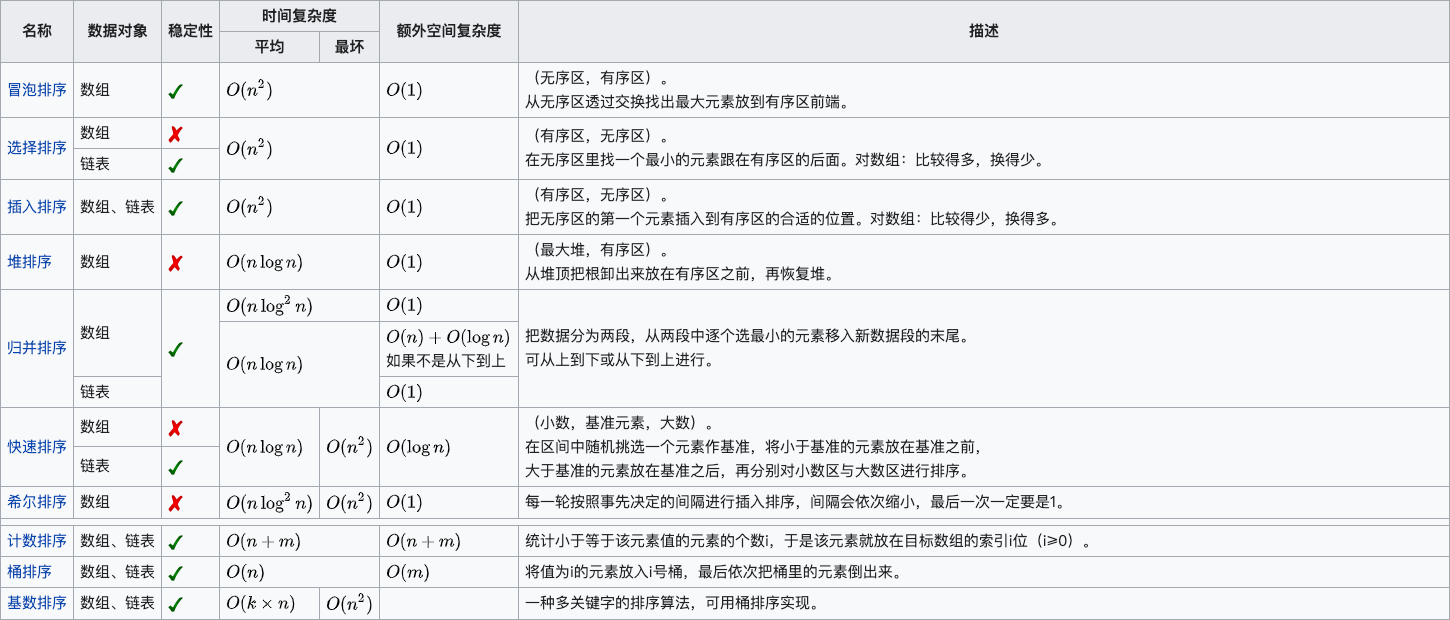 名称 数据对象 稳定性 时间复杂度 额外空间复杂度 描述
平均 最坏
冒泡排序 数组 ✓ O(n²) O(1) （无序区，有序区）。
从无序区透过交换找出最大元素放到有序区前端。
选择排序 数组 ✗ O(n²) O(1) （有序区，无序区）。
链表 ✓ 在无序区里找一个最小的元素跟在有序区的后面。对数组：比较得多，换得少。
插入排序 数组、链表 ✓ O(n²) O(1) （有序区，无序区）。
把无序区的第一个元素插入到有序区的合适的位置。对数组：比较得少，换得多。
堆排序 数组 ✗ O(n log n) O(1) （最大堆，有序区）。
从堆顶把根卸出来放在有序区之前，再恢复堆。
归并排序 数组 ✓ O(n log² n) O(1) 把数据分为两段，从两段中逐个选最小的元素移入新数据段的末尾。
可从上到下或从下到上进行。
O(n log n) O(n) + O(log n)
如果不是从下到上
链表 O(1)
快速排序 数组 ✗ O(n log n) O(n²) O(log n) （小数，基准元素，大数）。
在区间中随机挑选一个元素作基准，将小于基准的元素放在基准之前，
链表 ✓ 大于基准的元素放在基准之后，再分别对小数区与大数区进行排序。
希尔排序 数组 ✗ O(n log² n) O(n²) O(1) 每一轮按照事先决定的间隔进行插入排序，间隔会依次缩小，最后一次一定要是1。
计数排序 数组、链表 ✓ O(n + m) O(n + m) 统计小于等于该元素值的元素的个数i，于是该元素就放在目标数组的索引i位（i⩾0）。
桶排序 数组、链表 ✓ O(n) O(m) 将值为i的元素放入i号桶，最后依次把桶里的元素倒出来。
基数排序 数组、链表 ✓ O(k × n) O(n²) 一种多关键字的排序算法，可用桶排序实现。